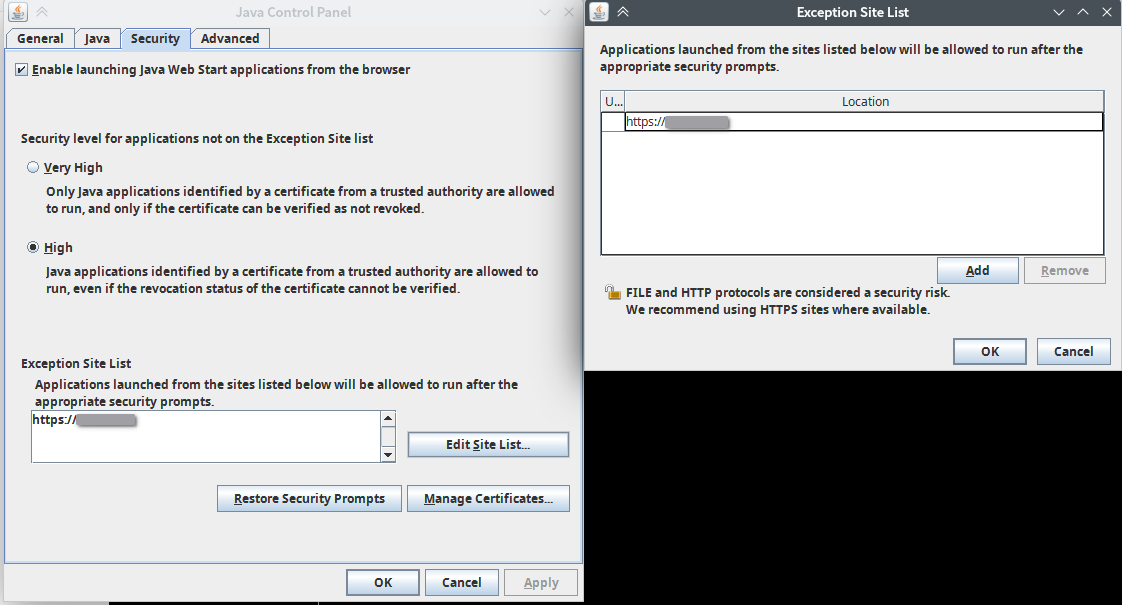 Java Control Panel
General
Java
Security
Advanced
Enable launching Java Web Start applications from the browser
Security level for applications not on the Exception Site list
Very High
Only Java applications identified by a certificate from a trusted authority are allowed
to run, and only if the certificate can be verified as not revoked.
High
Java applications identified by a certificate from a trusted authority are allowed to
run, even if the revocation status of the certificate cannot be verified.
Exception Site List
Applications launched from the sites listed below will be allowed to run after the
appropriate security prompts.
https://
Edit Site List...
Restore Security Prompts
Manage Certificates...
OK
Cancel
Apply
Exception Site List
Applications launched from the sites listed below will be allowed to run after the
appropriate security prompts.
U... Location
https://
Add
Remove
FILE and HTTP protocols are considered a security risk.
We recommend using HTTPS sites where available.
OK
Cancel